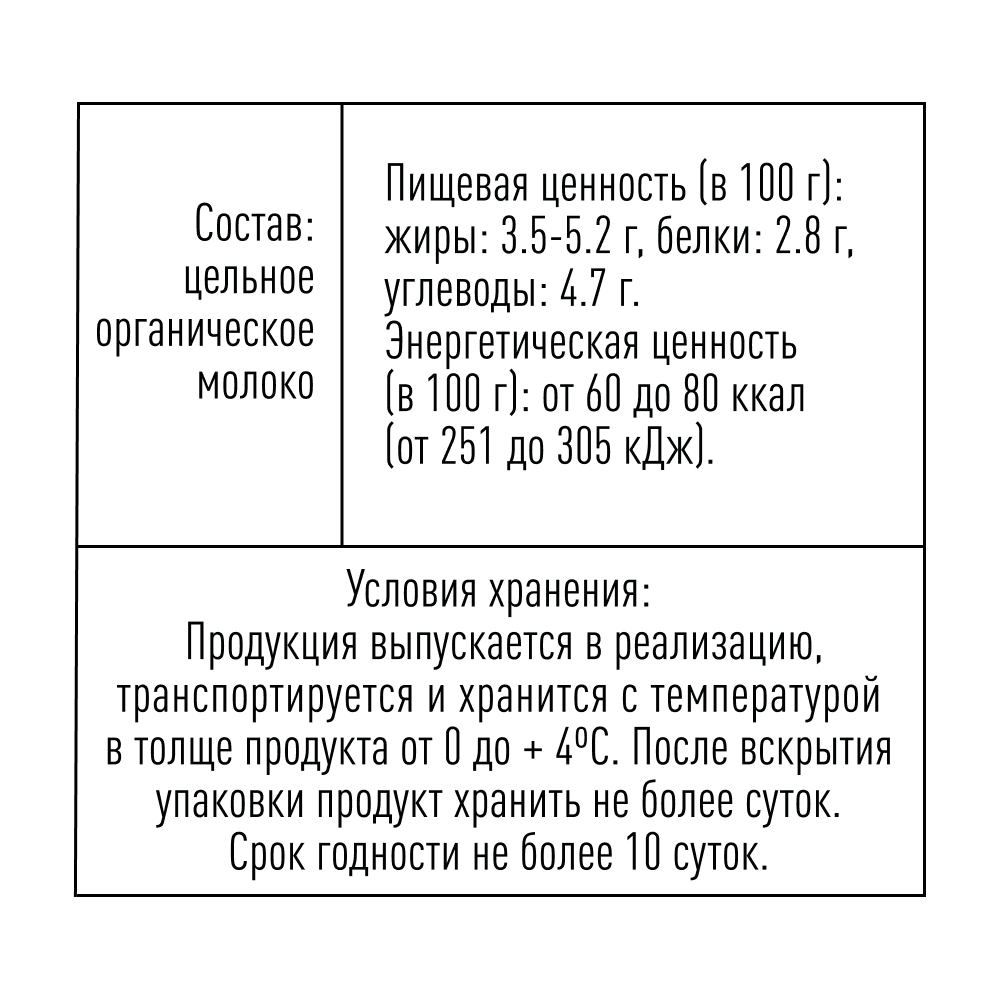 Состав:
цельное
органическое
молоко
Пищевая ценность (в 100 г):
жиры: 3.5-5.2 г, белки: 2.8 г,
углеводы: 4.7 г.
Энергетическая ценность
(в 100 г): от 60 до 80 ккал
(от 251 до 305 кДж).
Условия хранения:
Продукция выпускается в реализацию,
транспортируется и хранится с температурой
в толще продукта от 0 до + 4ºС. После вскрытия
упаковки продукт хранить не более суток.
Срок годности не более 10 суток.